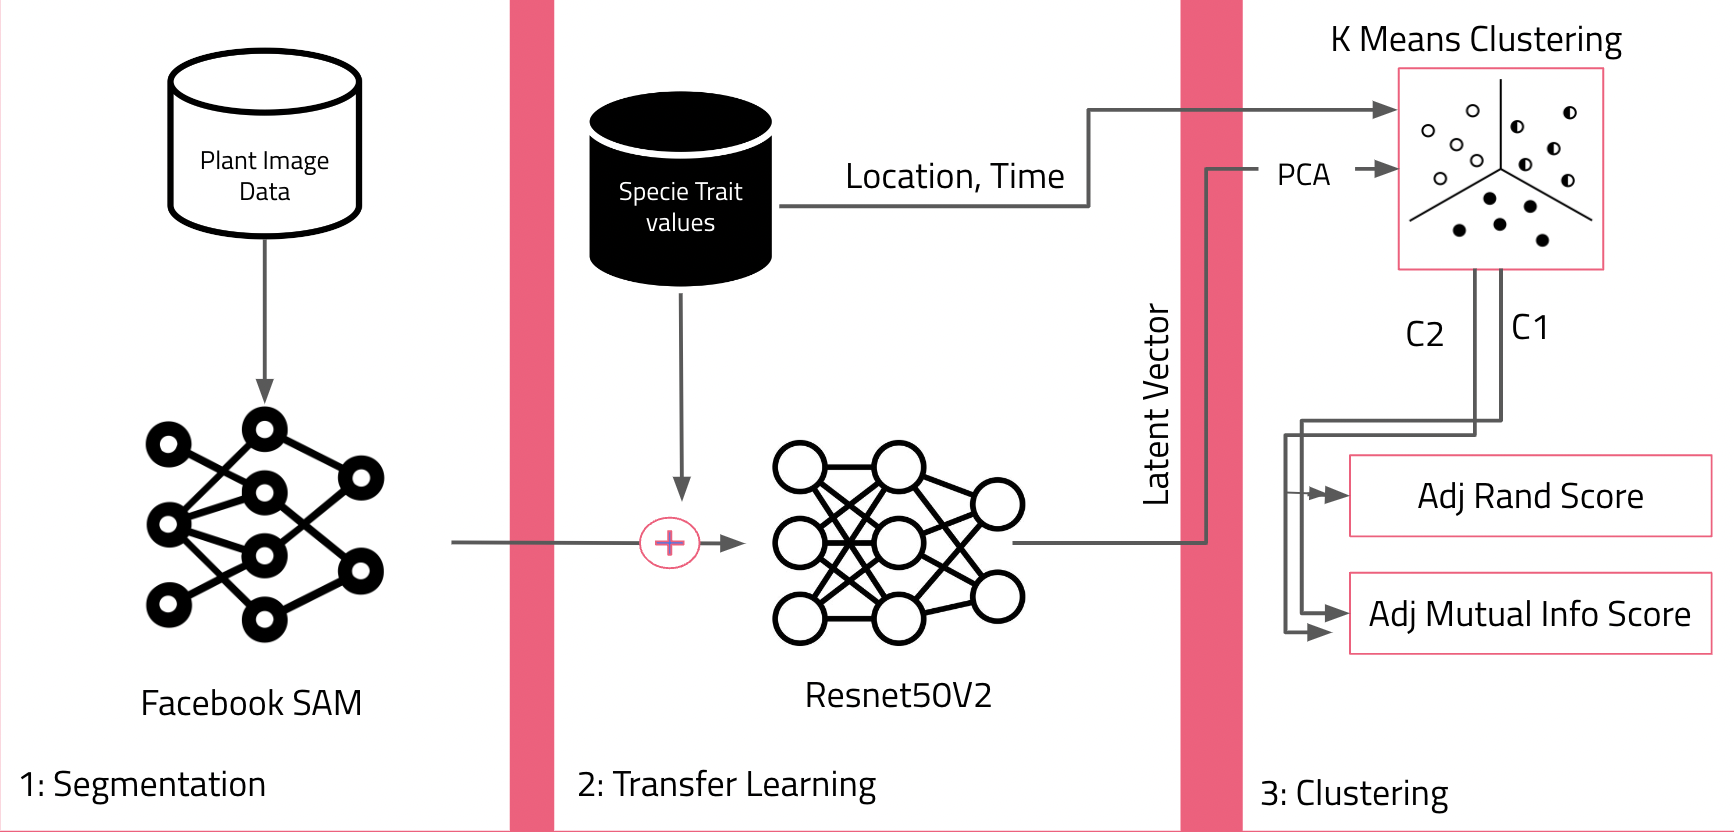 Plant Image
Data
Facebook SAM
1: Segmentation
Specie Trait
values
Location, Time
Latent Vector
Resnet50V2
2: Transfer Learning
K Means Clustering
PCA
C2
C1
Adj Rand Score
Adj Mutual Info Score
3: Clustering